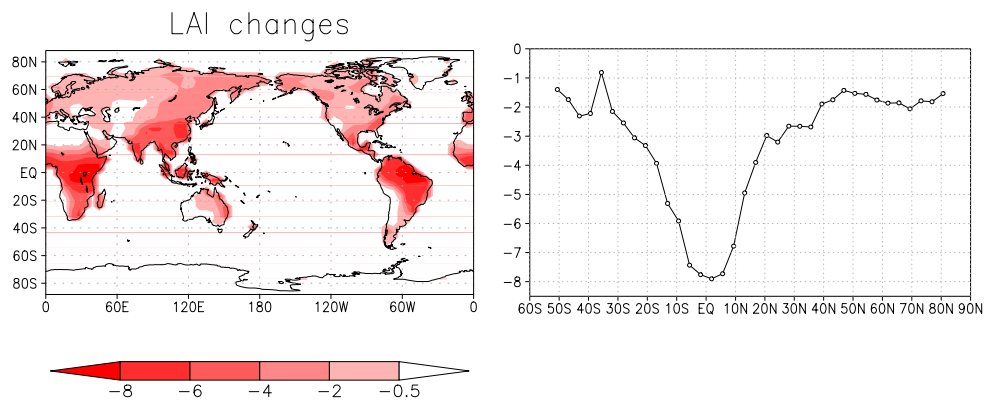 LAI changes
80N
60N
40N
20N
EQ
20S
40S
60S
80S
0 60E 120E 180 120W 60W 0
-8 -6 -4 -2 -0.5
0
-1
-2
-3
-4
-5
-6
-7
-8
60S 50S 40S 30S 20S 10S EQ 10N 20N 30N 40N 50N 60N 70N 80N 90N